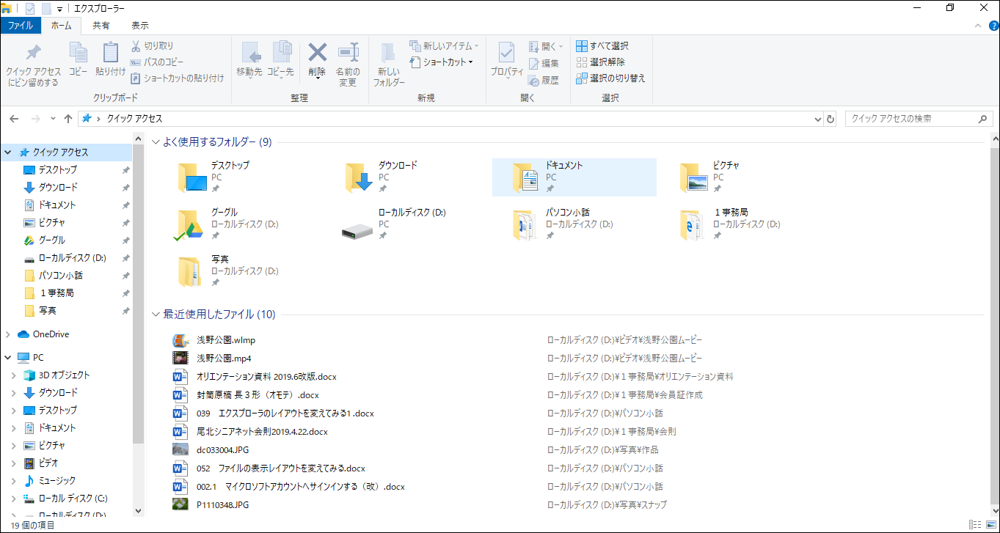 エクスプローラー
ファイル ホーム 共有 表示
クイック アクセス
にピン留めする
コピー
貼り付け
切り取り
パスのコピー
ショートカットの貼り付け
クリップボード
移動先
コピー先
削除
名前の
変更
整理
新しい
フォルダー
新しいアイテム
ショートカット
新規
プロパティ
開く
編集
履歴
開く
すべて選択
選択解除
選択の切り替え
選択
クイック アクセス
クイック アクセスの検索
クイック アクセス
デスクトップ
ダウンロード
ドキュメント
ピクチャ
グーグル
ローカルディスク (D:)
パソコン小話
１事務局
写真
OneDrive
PC
3D オブジェクト
ダウンロード
デスクトップ
ドキュメント
ピクチャ
ビデオ
ミュージック
ローカル ディスク (C:)
ローカルディスク (D:)
よく使用するフォルダー (9)
デスクトップ
PC
ダウンロード
PC
ドキュメント
PC
ピクチャ
PC
グーグル
ローカルディスク (D:)
ローカルディスク (D:)
PC
パソコン小話
ローカルディスク (D:)
１事務局
ローカルディスク (D:)
写真
ローカルディスク (D:)
最近使用したファイル (10)
浅野公園.wlmp ローカルディスク (D:)¥ビデオ¥浅野公園ムービー
浅野公園.mp4 ローカルディスク (D:)¥ビデオ¥浅野公園ムービー
オリエンテーション資料 2019.6改版.docx ローカルディスク (D:)¥１事務局¥オリエンテーション資料
封筒原稿 長３形（オモテ）.docx ローカルディスク (D:)¥１事務局¥会員証作成
039　エクスプローラのレイアウトを変えてみる1 .docx ローカルディスク (D:)¥パソコン小話
尾北シニアネット会則2019.4.22.docx ローカルディスク (D:)¥１事務局¥会則
dc033004.JPG ローカルディスク (D:)¥写真¥作品
052　ファイルの表示レイアウトを変えてみる.docx ローカルディスク (D:)¥パソコン小話
002.1　マイクロソフトアカウントへサインインする（改）.docx ローカルディスク (D:)¥パソコン小話
P1110348.JPG ローカルディスク (D:)¥写真¥スナップ
19 個の項目